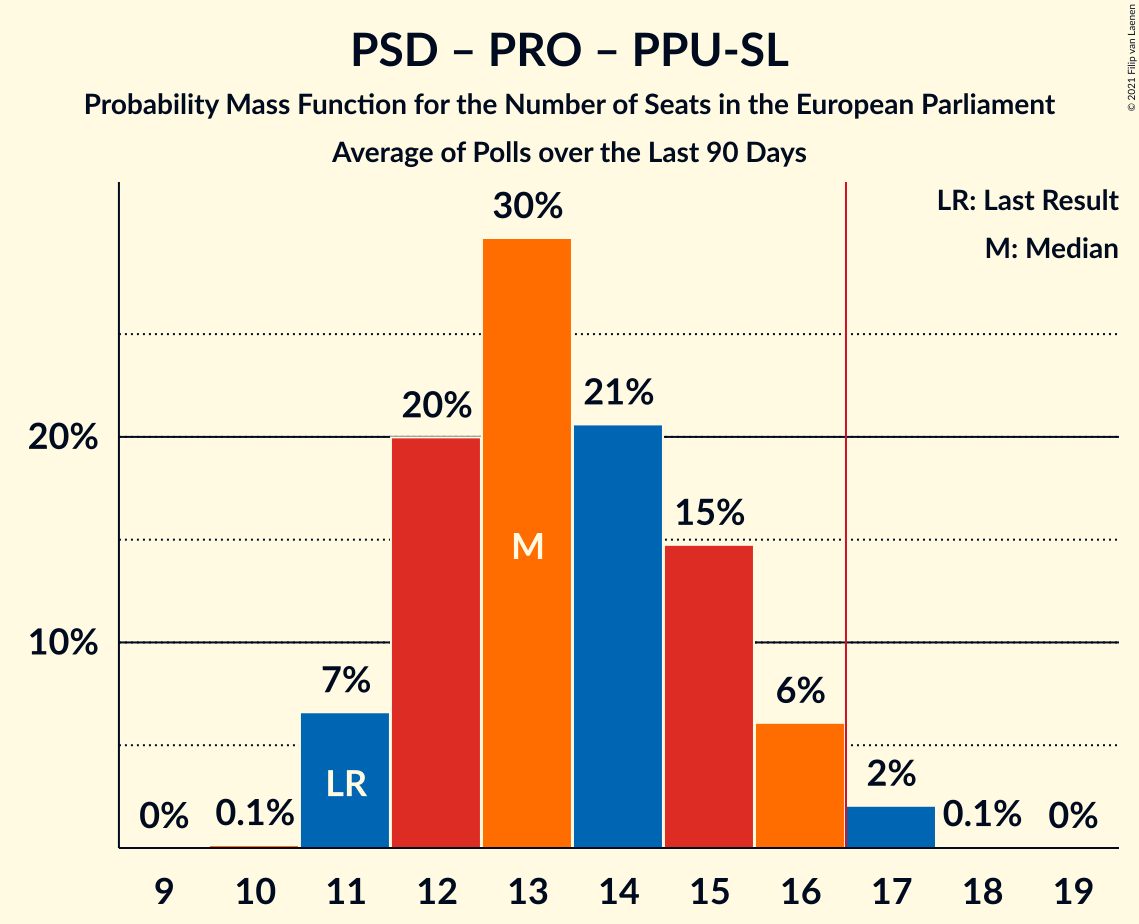 PSD – PRO – PPU-SL
Probability Mass Function for the Number of Seats in the European Parliament
Average of Polls over the Last 90 Days
© 2021 Filip van Laenen
LR: Last Result
M: Median
30%
21%
20%
20%
15%
M
10%
7%
6%
2%
LR
0%
0.1%
0.1%
0%
9 10 11 12 13 14 15 16 17 18 19